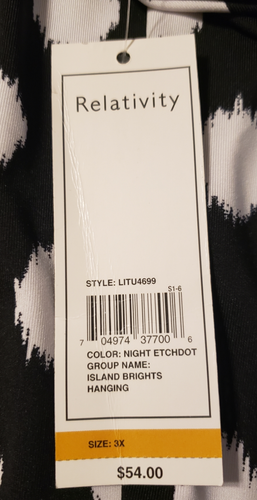 Relativity
STYLE: LITU4699
S1-6
7 04974 37700 6
COLOR: NIGHT ETCHDOT
GROUP NAME:
ISLAND BRIGHTS
HANGING
SIZE: 3X
$54.00